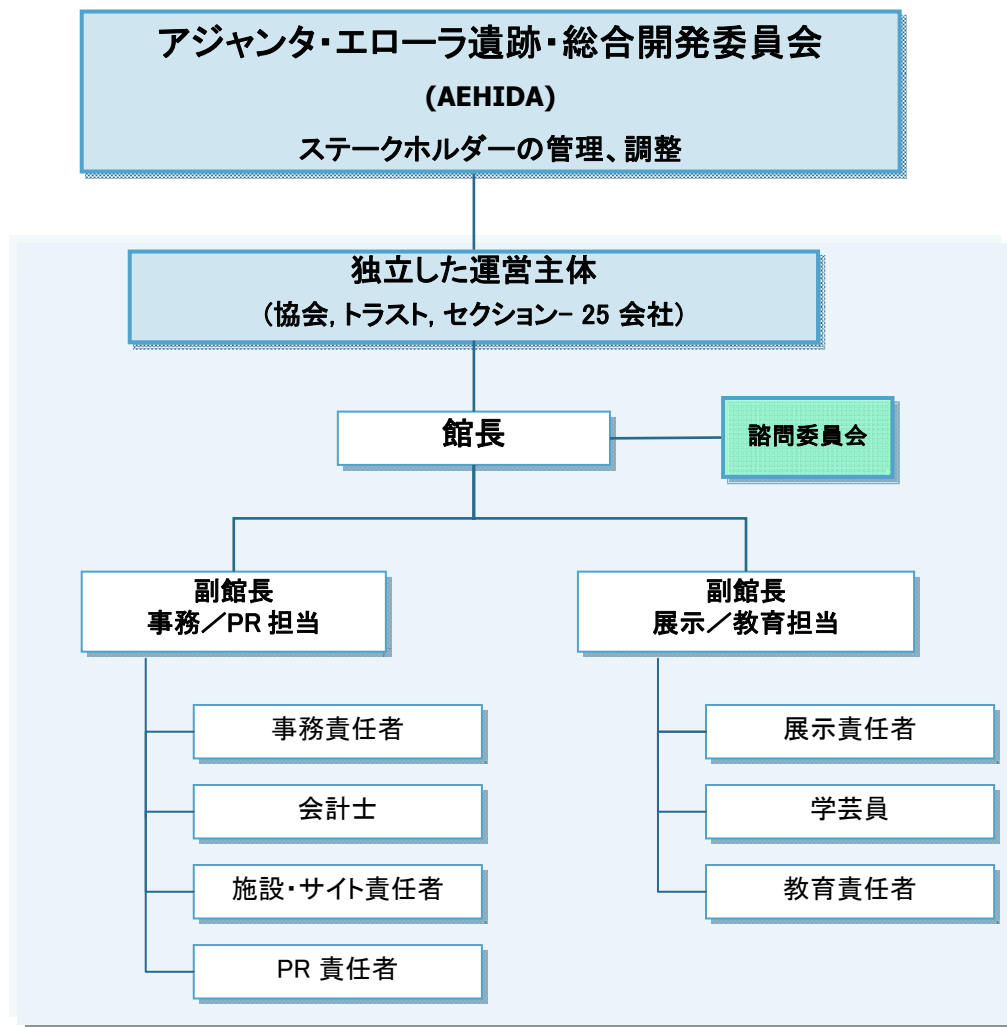 アジャンタ・エローラ遺跡・総合開発委員会
(AEHIDA)
ステークホルダーの管理、調整
独立した運営主体
(協会, トラスト, セクション− 25 会社)
館長
諮問委員会
副館長
事務／PR 担当
副館長
展示／教育担当
事務責任者
会計士
施設・サイト責任者
PR 責任者
展示責任者
学芸員
教育責任者